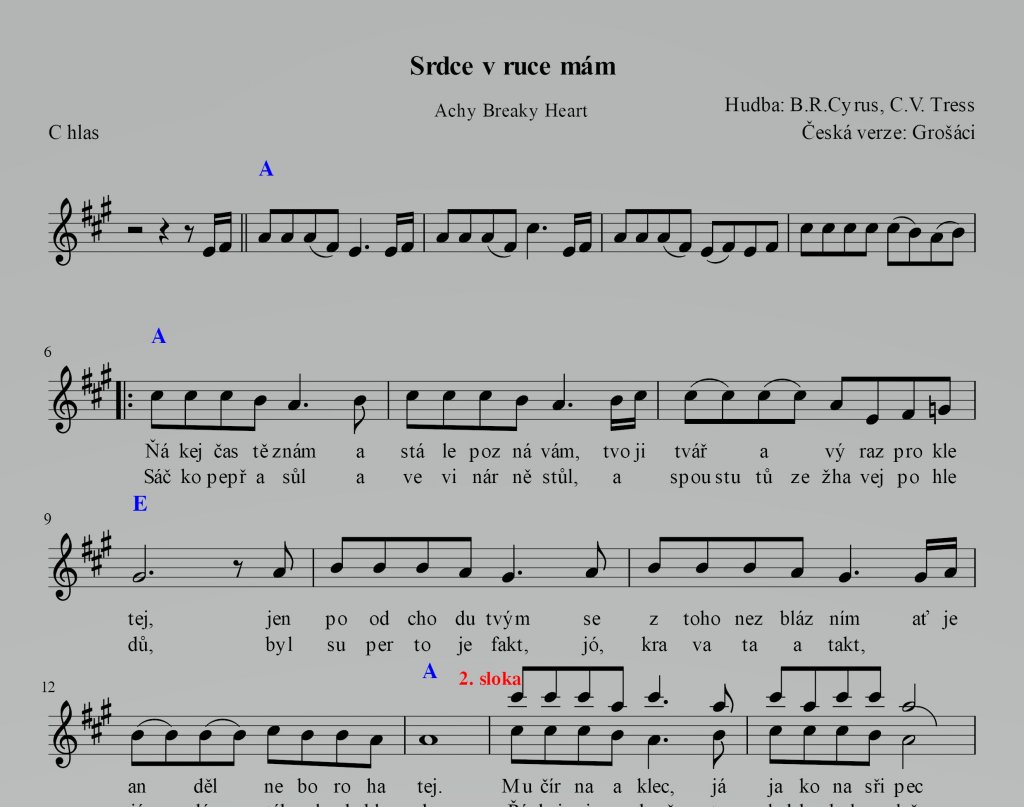 Srdce v ruce mám
Achy Breaky Heart
Hudba: B.R.Cyrus, C.V. Tress
C hlas
Česká verze: Grošáci
A
6
A
Ňá kej čas tě znám a stá le poz ná vám, tvo ji tvář a vý raz pro kle
Sáč ko pepř a sůl a ve vi nár ně stůl, a spou stu tů ze žha vej po hle
9
E
tej, jen po od cho du tvým se z toho nez bláz ním ať je
dů, byl su per to je fakt, jó, kra va ta a takt,
12
A
2. sloka
an děl ne bo ro ha tej. Mu čír na a klec, já ja ko na sři pec